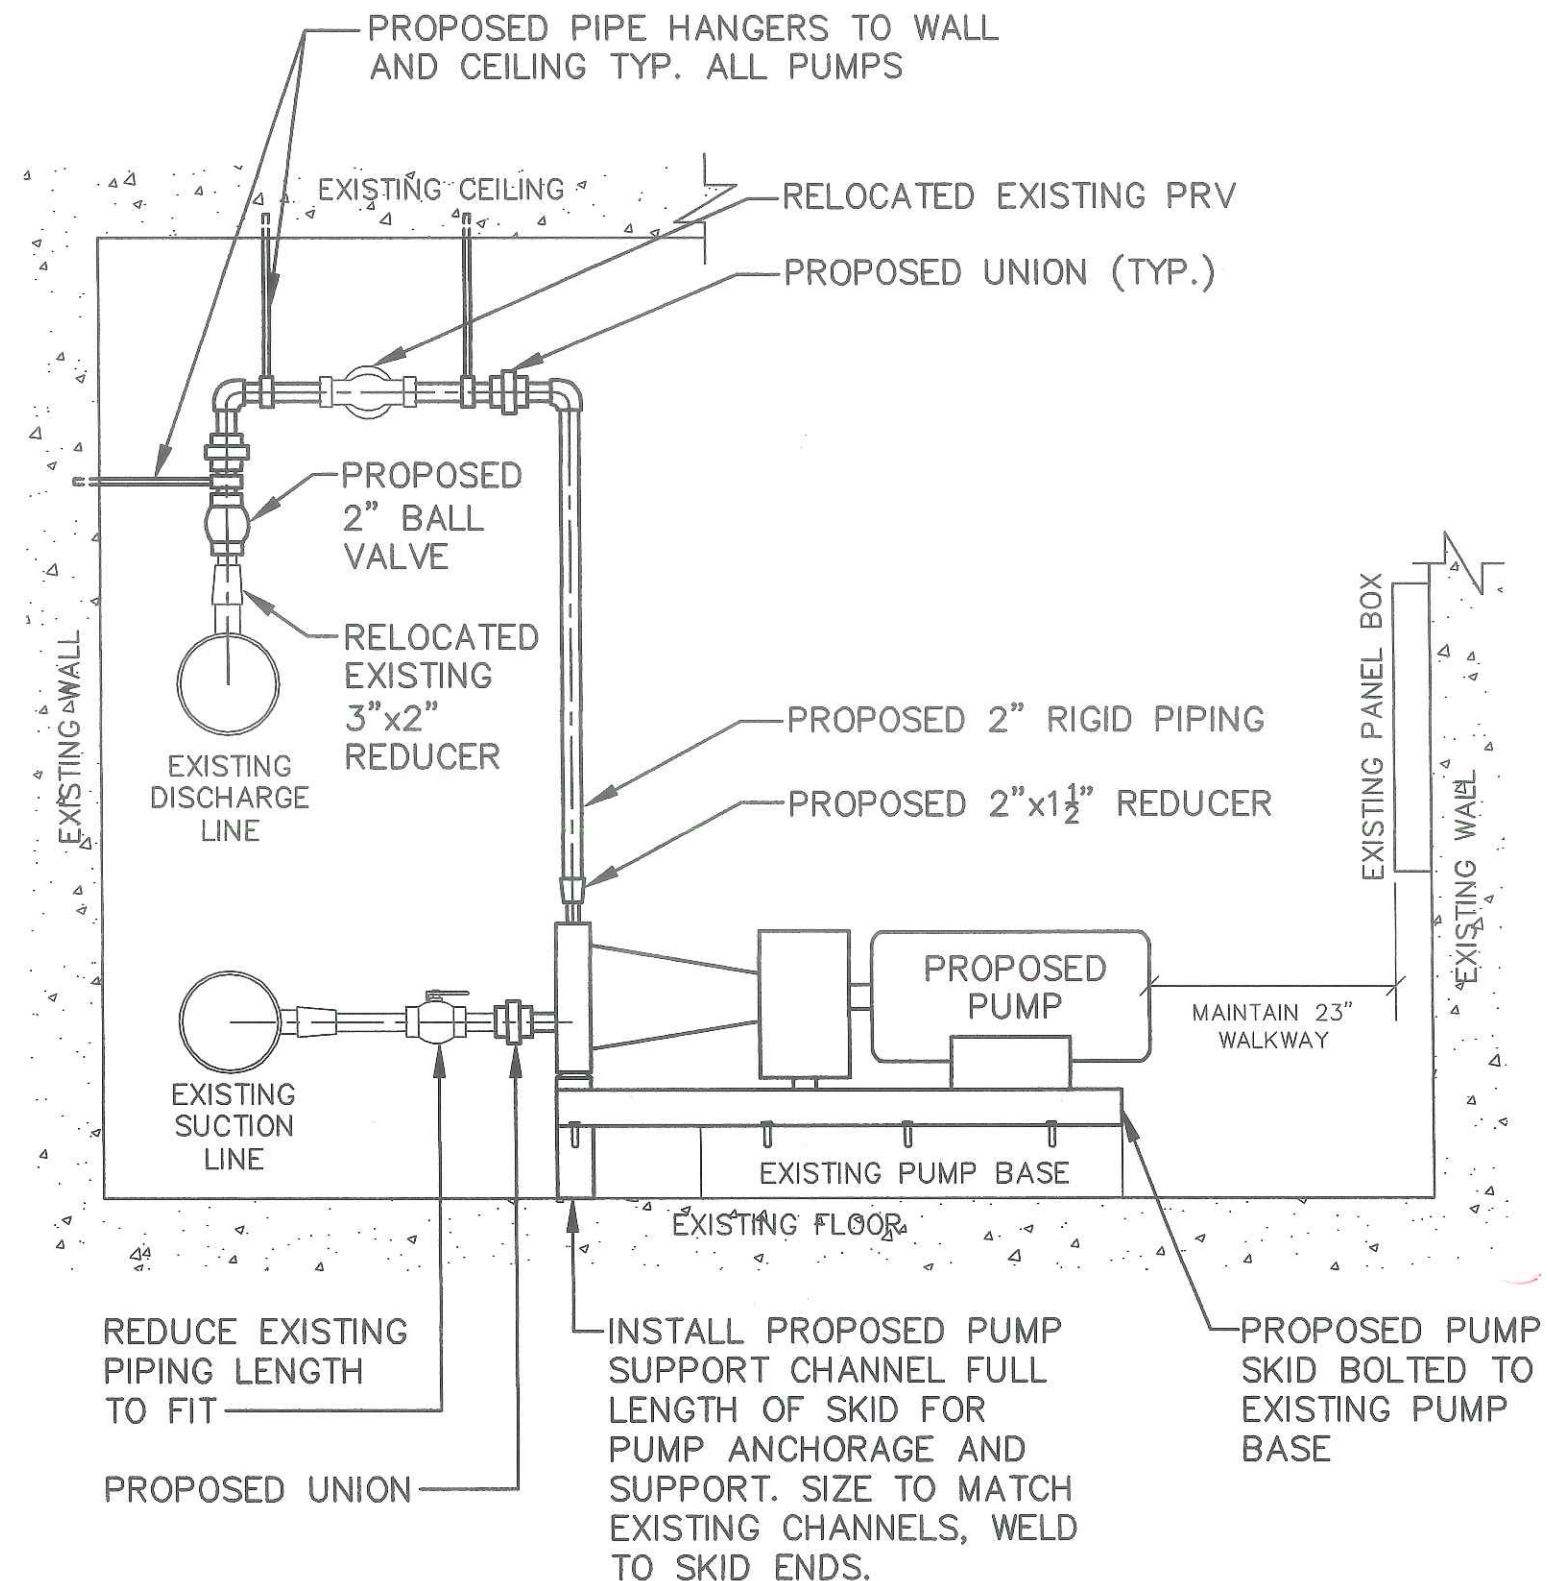 PROPOSED PIPE HANGERS TO WALL
AND CEILING TYP. ALL PUMPS
EXISTING CEILING
RELOCATED EXISTING PRV
PROPOSED UNION (TYP.)
PROPOSED
2" BALL
VALVE
RELOCATED
EXISTING
3"x2"
REDUCER
EXISTING WALL
EXISTING
DISCHARGE
LINE
PROPOSED 2" RIGID PIPING
PROPOSED 2"x1½" REDUCER
EXISTING PANEL BOX
EXISTING WALL
PROPOSED
PUMP
MAINTAIN 23"
WALKWAY
EXISTING
SUCTION
LINE
EXISTING PUMP BASE
EXISTING FLOOR
REDUCE EXISTING
PIPING LENGTH
TO FIT
PROPOSED UNION
INSTALL PROPOSED PUMP
SUPPORT CHANNEL FULL
LENGTH OF SKID FOR
PUMP ANCHORAGE AND
SUPPORT. SIZE TO MATCH
EXISTING CHANNELS, WELD
TO SKID ENDS.
PROPOSED PUMP
SKID BOLTED TO
EXISTING PUMP
BASE